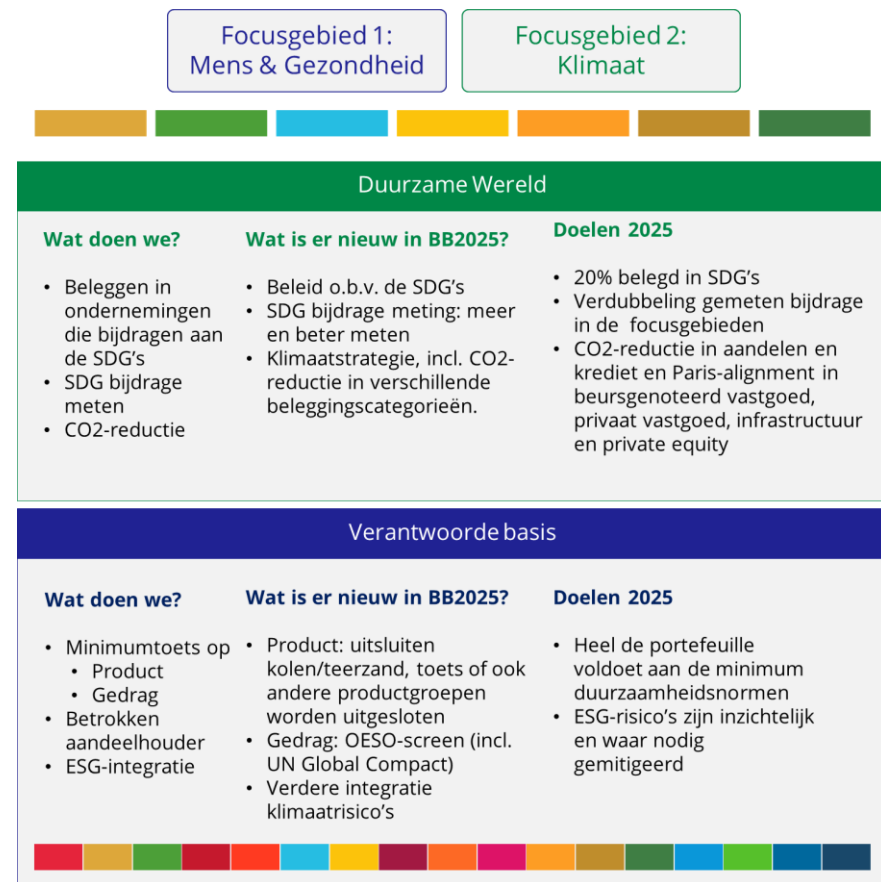 Focusgebied 1:
Mens & Gezondheid
Focusgebied 2:
Klimaat
Duurzame Wereld
Wat doen we?
• Beleggen in
ondernemingen
die bijdragen aan
de SDG’s
• SDG bijdrage
meten
• CO2-reductie
Wat is er nieuw in BB2025?
• Beleid o.b.v. de SDG’s
• SDG bijdrage meting: meer
en beter meten
• Klimaatstrategie, incl. CO2-
reductie in verschillende
beleggingscategorieën.
Doelen 2025
• 20% belegd in SDG’s
• Verdubbeling gemeten bijdrage
in de focusgebieden
• CO2-reductie in aandelen en
krediet en Paris-alignment in
beursgenoteerd vastgoed,
privaat vastgoed, infrastructuur
en private equity
Verantwoorde basis
Wat doen we?
• Minimumtoets op
• Product
• Gedrag
• Betrokken
aandeelhouder
• ESG-integratie
Wat is er nieuw in BB2025?
• Product: uitsluiten
kolen/teerzand, toets of ook
andere productgroepen
worden uitgesloten
• Gedrag: OESO-screen (incl.
UN Global Compact)
• Verdere integratie
klimaatrisico’s
Doelen 2025
• Heel de portefeuille
voldoet aan de minimum
duurzaamheidsnormen
• ESG-risico’s zijn inzichtelijk
en waar nodig
gemitigeerd